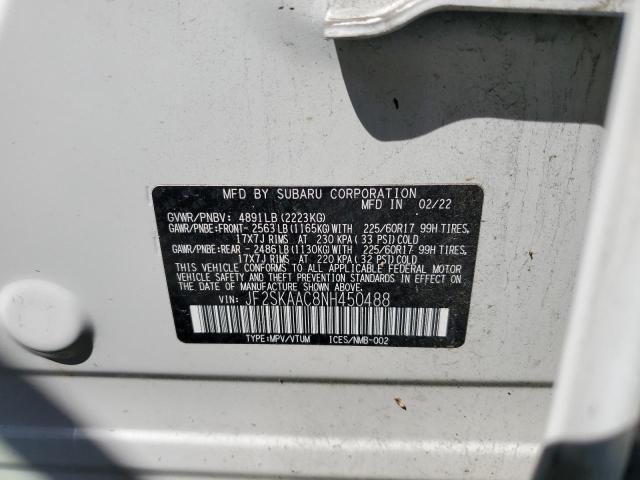 MFD BY SUBARU CORPORATION
MFD IN 02/22
GVWR/PNBV: 4891LB (2223KG)
GAWR/PNBE:FRONT- 2563LB(1165KG)WITH 225/60R17 99H TIRES,
17X7J RIMS AT 230 KPA ( 33 PSI)COLD
GAWR/PNBE:REAR - 2486LB(1130KG)WITH 225/60R17 99H TIRES,
17X7J RIMS AT 220 KPA ( 32 PSI)COLD
THIS VEHICLE CONFORMS TO ALL APPLICABLE FEDERAL MOTOR
VEHICLE SAFETY AND THEFT PREVENTION STANDARDS IN EFFECT
ON THE DATE OF MANUFACTURE SHOWN ABOVE.
VIN: JF2SKAAC8NH450488
TYPE:MPV/VTUM ICES/NMB-002